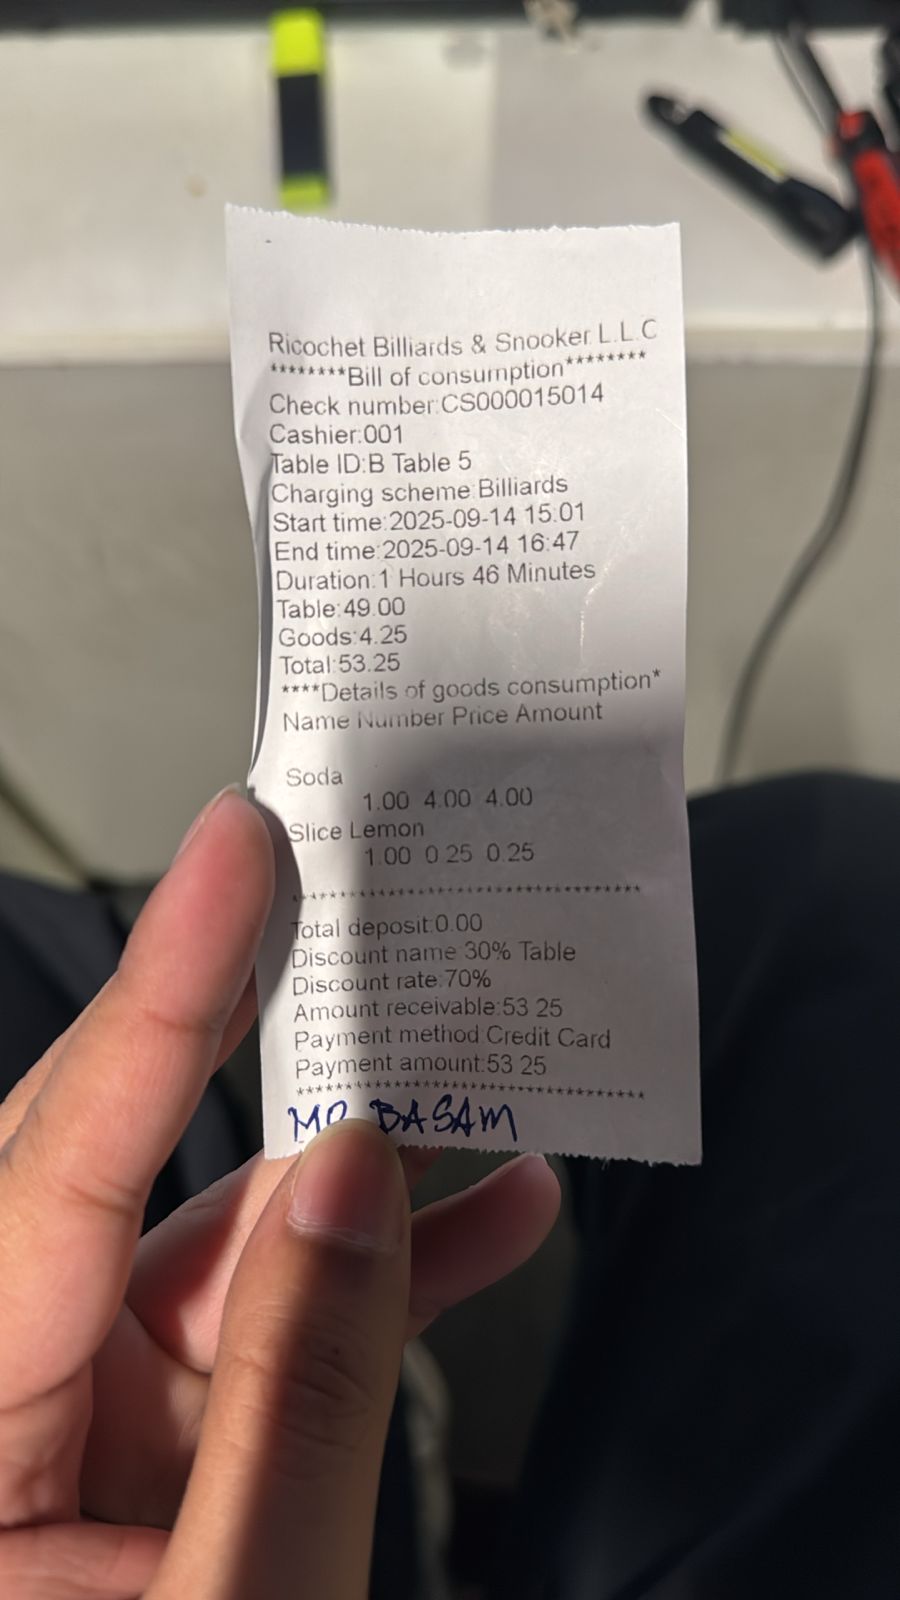 Ricochet Billiards & Snooker L.L.C
********Bill of consumption********
Check number:CS000015014
Cashier:001
Table ID:B Table 5
Charging scheme:Billiards
Start time:2025-09-14 15:01
End time:2025-09-14 16:47
Duration:1 Hours 46 Minutes
Table:49.00
Goods:4.25
Total:53.25
****Details of goods consumption*
Name Number Price Amount
Soda
1.00 4.00 4.00
Slice Lemon
1.00 0.25 0.25
**********************************
Total deposit:0.00
Discount name:30% Table
Discount rate:70%
Amount receivable:53.25
Payment method:Credit Card
Payment amount:53.25
**********************************
MR BASAM